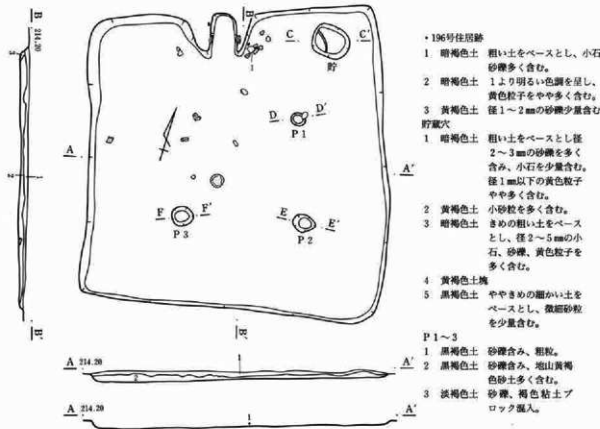 B
214.20
B'
A
A'
B
B'
C
C'
貯
1
D
D'
P1
F
F'
P3
E
E'
P2
3
2
1
A 214.20
A'
1
2
A 214.20
A'
・196号住居跡
1 暗褐色土 粗い土をベースとし、小石
砂礫多く含む。
2 暗褐色土 1より明るい色調を呈し、
黄色粒子をやや多く含む。
3 黄褐色土 径1〜2㎜の砂礫少量含む
貯蔵穴
1 暗褐色土 粗い土をベースとし径
2〜3㎜の砂礫を多く
含み、小石を少量含む。
径1㎜以下の黄色粒子
やや多く含む。
2 黄褐色土 小砂粒を多く含む。
3 暗褐色土 きめの粗い土をベース
とし、径2〜5㎜の小
石、砂礫、黄色粒子を
多く含む。
4 黄褐色土塊
5 黒褐色土 ややきめの細かい土を
ベースとし、微細砂粒
を少量含む。
P1〜3
1 黒褐色土 砂礫含み、粗粒。
2 黒褐色土 砂礫含み、地山黄褐
色砂土多く含む。
3 淡褐色土 砂礫、褐色粘土ブ
ロック混入。